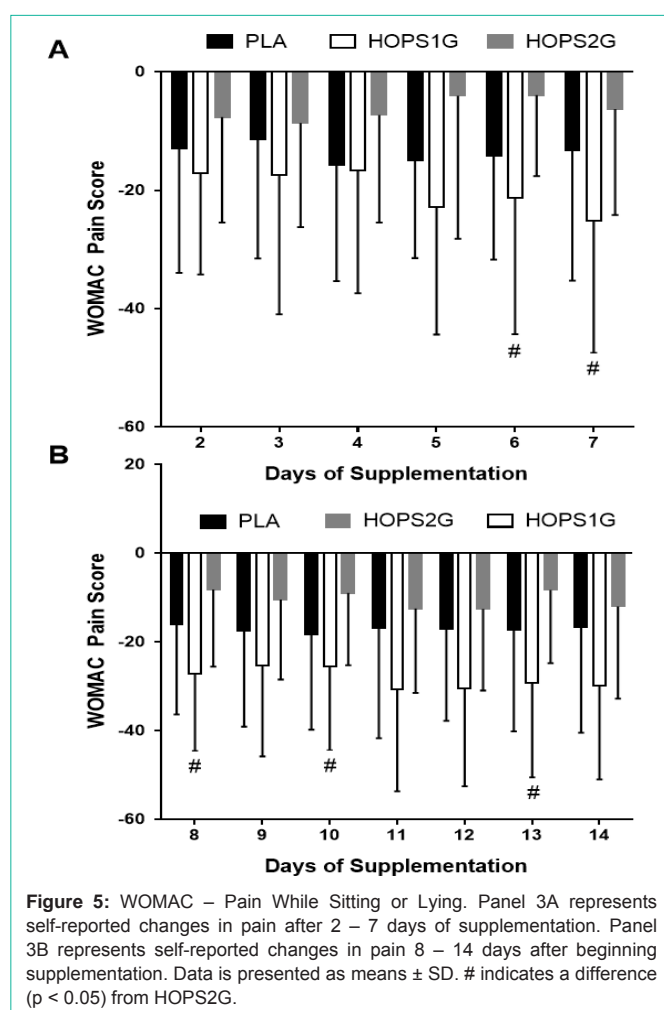 A
PLA HOPS1G HOPS2G
0
-20
-40
-60
WOMAC Pain Score
# #
2 3 4 5 6 7
Days of Supplementation
B
20
PLA HOPS2G HOPS1G
0
-20
-40
-60
WOMAC Pain Score
# # #
8 9 10 11 12 13 14
Days of Supplementation
Figure 5: WOMAC – Pain While Sitting or Lying. Panel 3A represents
self-reported changes in pain after 2 – 7 days of supplementation. Panel
3B represents self-reported changes in pain 8 – 14 days after beginning
supplementation. Data is presented as means ± SD. # indicates a difference
(p < 0.05) from HOPS2G.